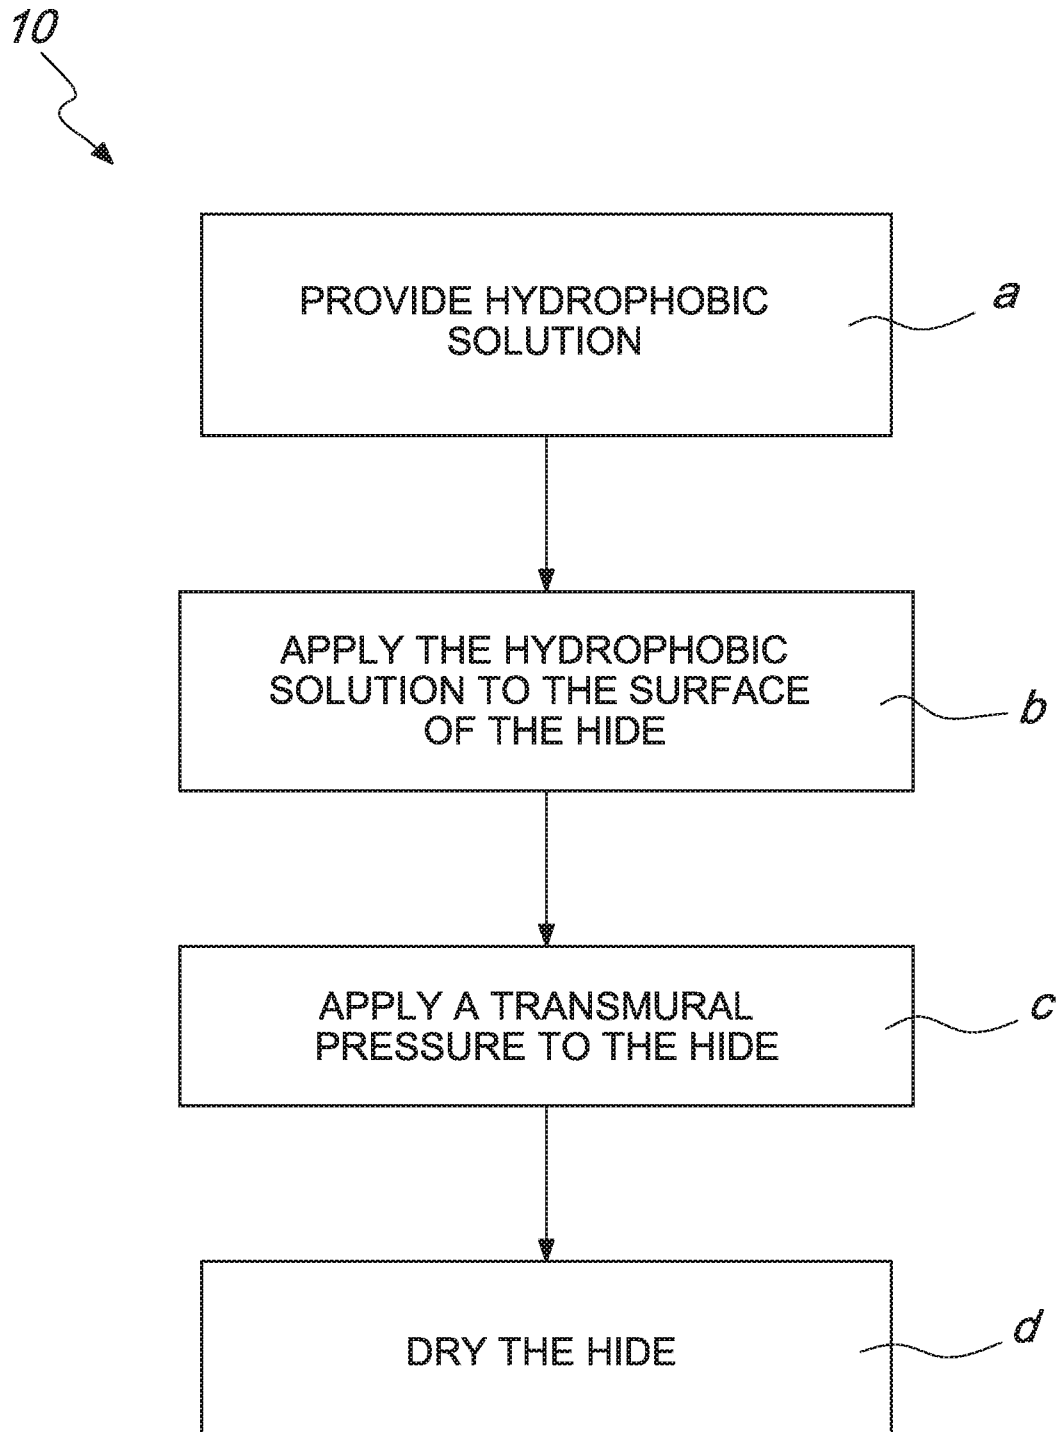 10
PROVIDE HYDROPHOBIC
SOLUTION
a
APPLY THE HYDROPHOBIC
SOLUTION TO THE SURFACE
OF THE HIDE
b
APPLY A TRANSMURAL
PRESSURE TO THE HIDE
c
DRY THE HIDE
d